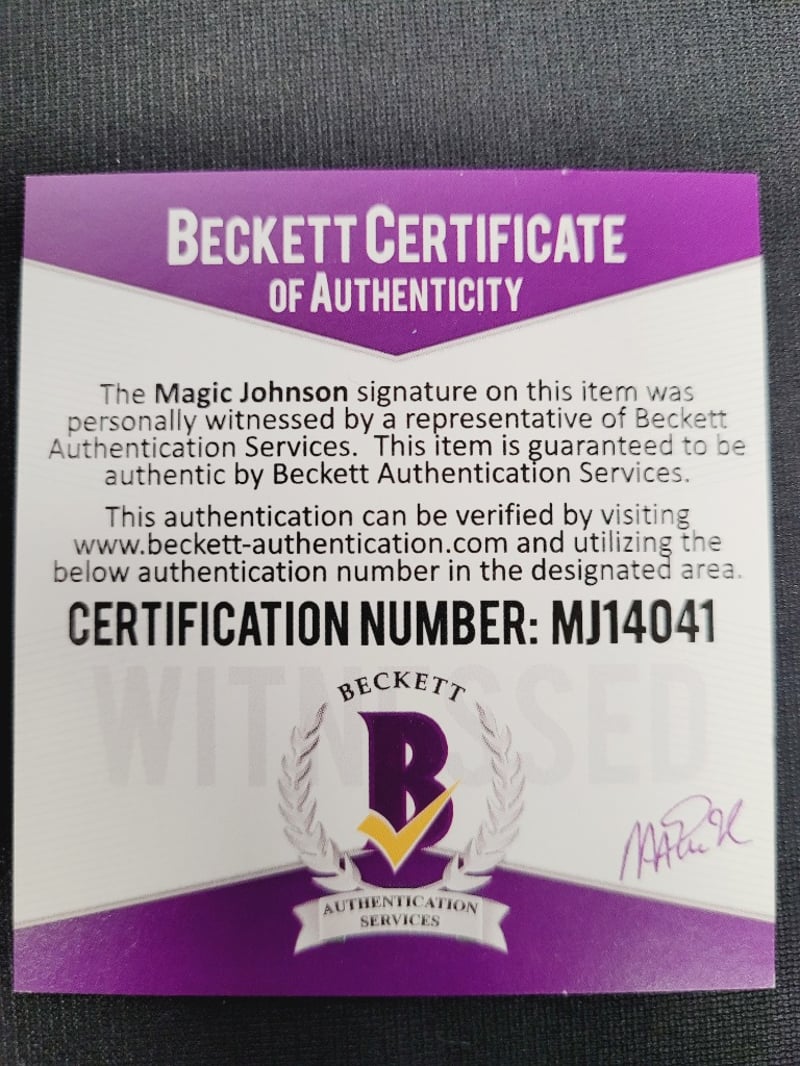 BECKETT CERTIFICATE
OF AUTHENTICITY
The Magic Johnson signature on this item was
personally witnessed by a representative of Beckett
Authentication Services. This item is guaranteed to be
authentic by Beckett Authentication Services.
This authentication can be verified by visiting
www.beckett-authentication.com and utilizing the
below authentication number in the designated area.
CERTIFICATION NUMBER: MJ14041
WITNESSED
BECKETT
B
AUTHENTICATION
SERVICES